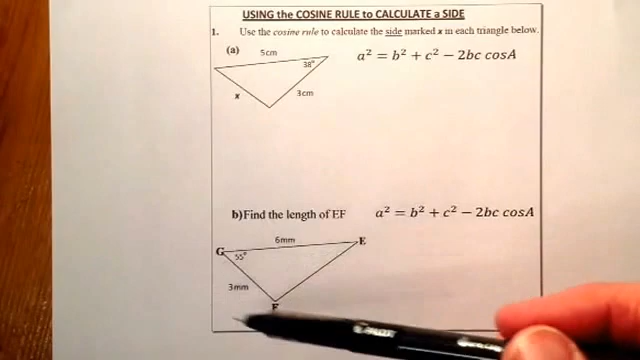 USING the COSINE RULE to CALCULATE a SIDE
1. Use the cosine rule to calculate the side marked x in each triangle below.
(a) 5cm a² = b² + c² − 2bc cosA
38°
x 3cm
b)Find the length of EF a² = b² + c² − 2bc cosA
6mm E
G 55°
3mm
F